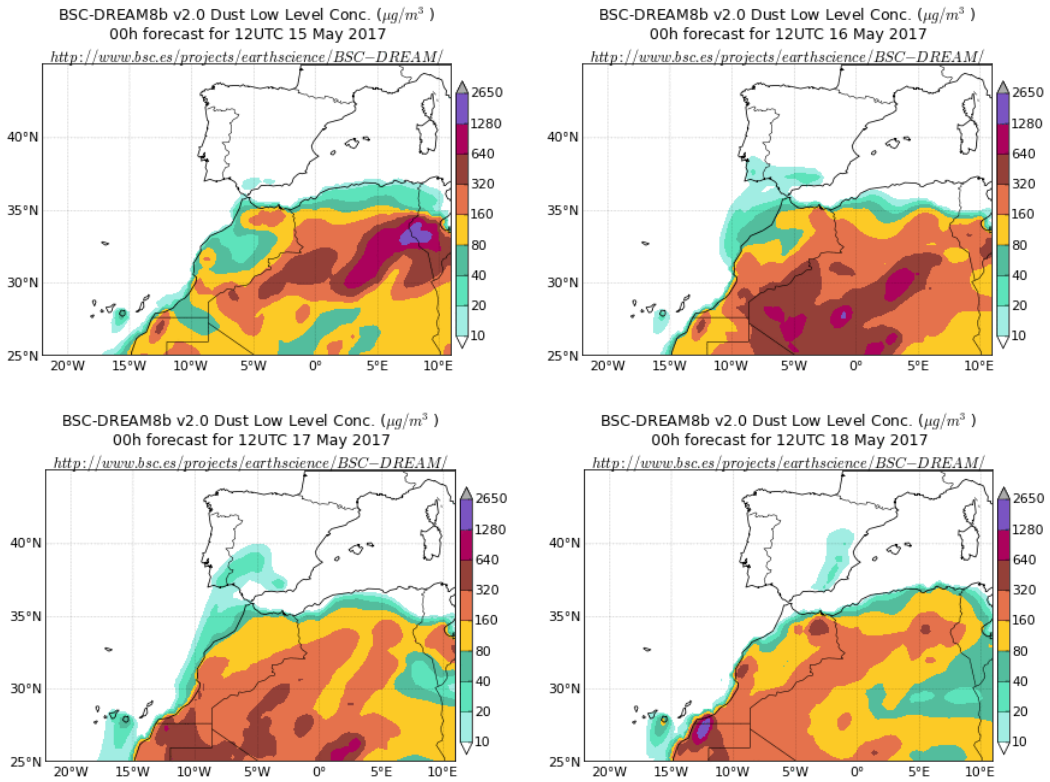 BSC-DREAM8b v2.0 Dust Low Level Conc. (μg/m³ )
00h forecast for 12UTC 15 May 2017
http://www.bsc.es/projects/earthscience/BSC−DREAM/
40°N
35°N
30°N
25°N
20°W 15°W 10°W 5°W 0° 5°E 10°E
2650
1280
640
320
160
80
40
20
10
BSC-DREAM8b v2.0 Dust Low Level Conc. (μg/m³ )
00h forecast for 12UTC 16 May 2017
http://www.bsc.es/projects/earthscience/BSC−DREAM/
40°N
35°N
30°N
25°N
20°W 15°W 10°W 5°W 0° 5°E 10°E
2650
1280
640
320
160
80
40
20
10
BSC-DREAM8b v2.0 Dust Low Level Conc. (μg/m³ )
00h forecast for 12UTC 17 May 2017
http://www.bsc.es/projects/earthscience/BSC−DREAM/
40°N
35°N
30°N
25°N
20°W 15°W 10°W 5°W 0° 5°E 10°E
2650
1280
640
320
160
80
40
20
10
BSC-DREAM8b v2.0 Dust Low Level Conc. (μg/m³ )
00h forecast for 12UTC 18 May 2017
http://www.bsc.es/projects/earthscience/BSC−DREAM/
40°N
35°N
30°N
25°N
20°W 15°W 10°W 5°W 0° 5°E 10°E
2650
1280
640
320
160
80
40
20
10